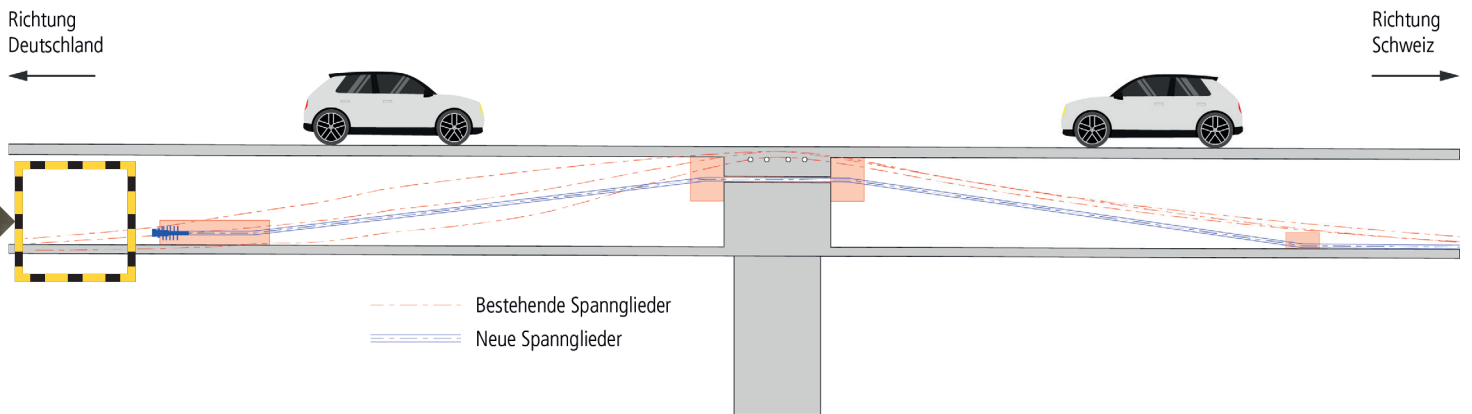 Richtung
Deutschland
Richtung
Schweiz
Bestehende Spannglieder
Neue Spannglieder